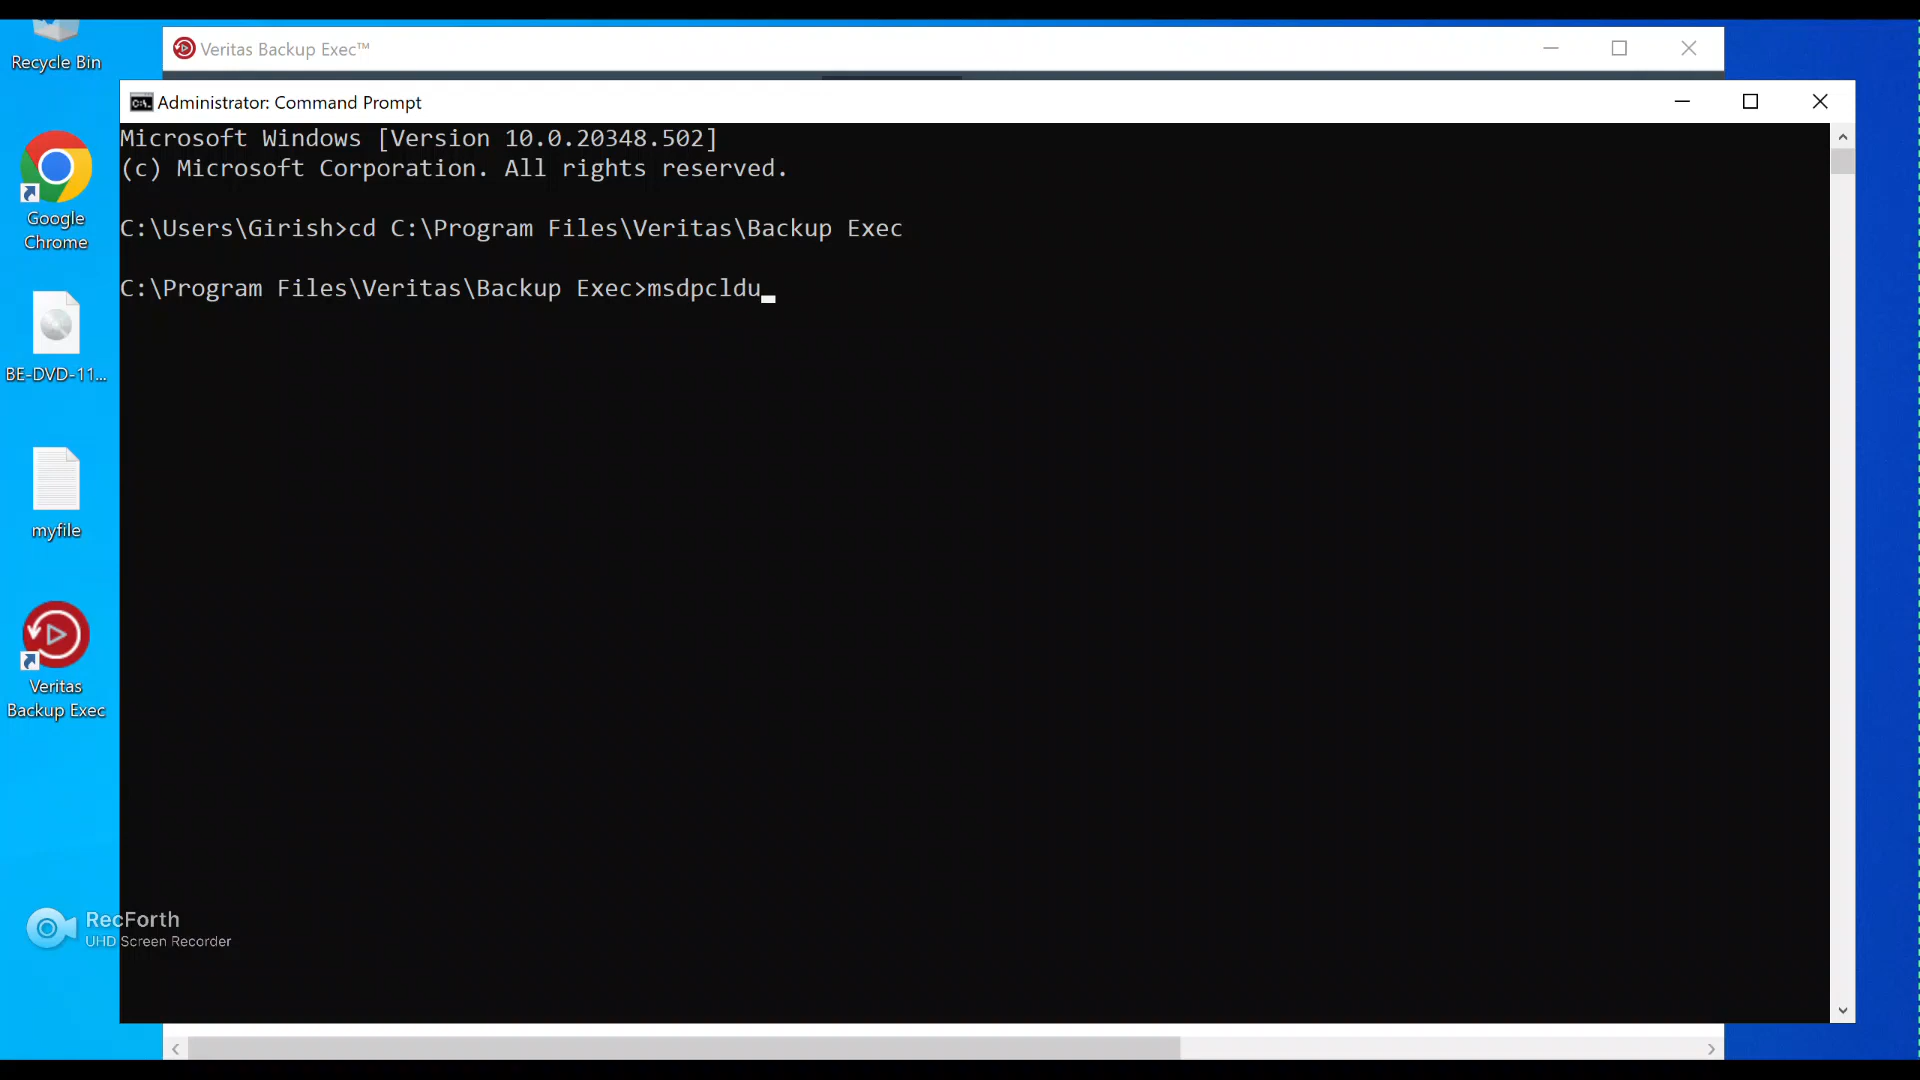 Recycle Bin
Veritas Backup Exec™
Administrator: Command Prompt
Microsoft Windows [Version 10.0.20348.502]
(c) Microsoft Corporation. All rights reserved.
C:\Users\Girish>cd C:\Program Files\Veritas\Backup Exec
C:\Program Files\Veritas\Backup Exec>msdpcldu_
Google
Chrome
BE-DVD-11...
myfile
Veritas
Backup Exec
RecForth
UHD Screen Recorder